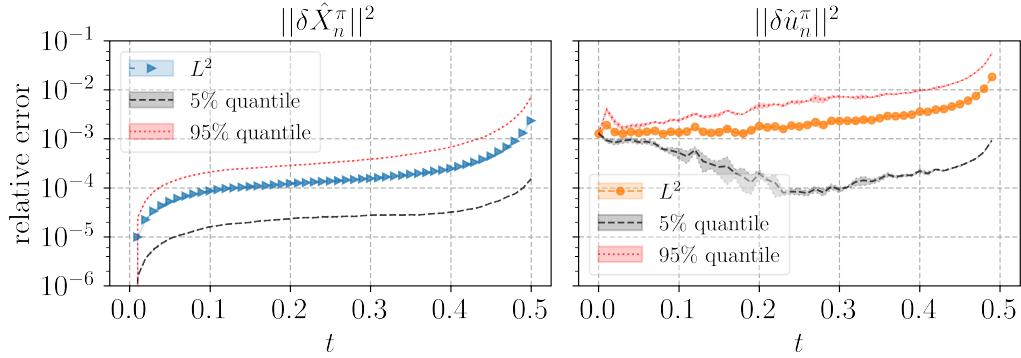 ||δX̂ₙ^π||²
||δûₙ^π||²
relative error
10⁻¹
10⁻²
10⁻³
10⁻⁴
10⁻⁵
10⁻⁶
L²
5% quantile
95% quantile
L²
5% quantile
95% quantile
0.0 0.1 0.2 0.3 0.4 0.5
0.0 0.1 0.2 0.3 0.4 0.5
t
t